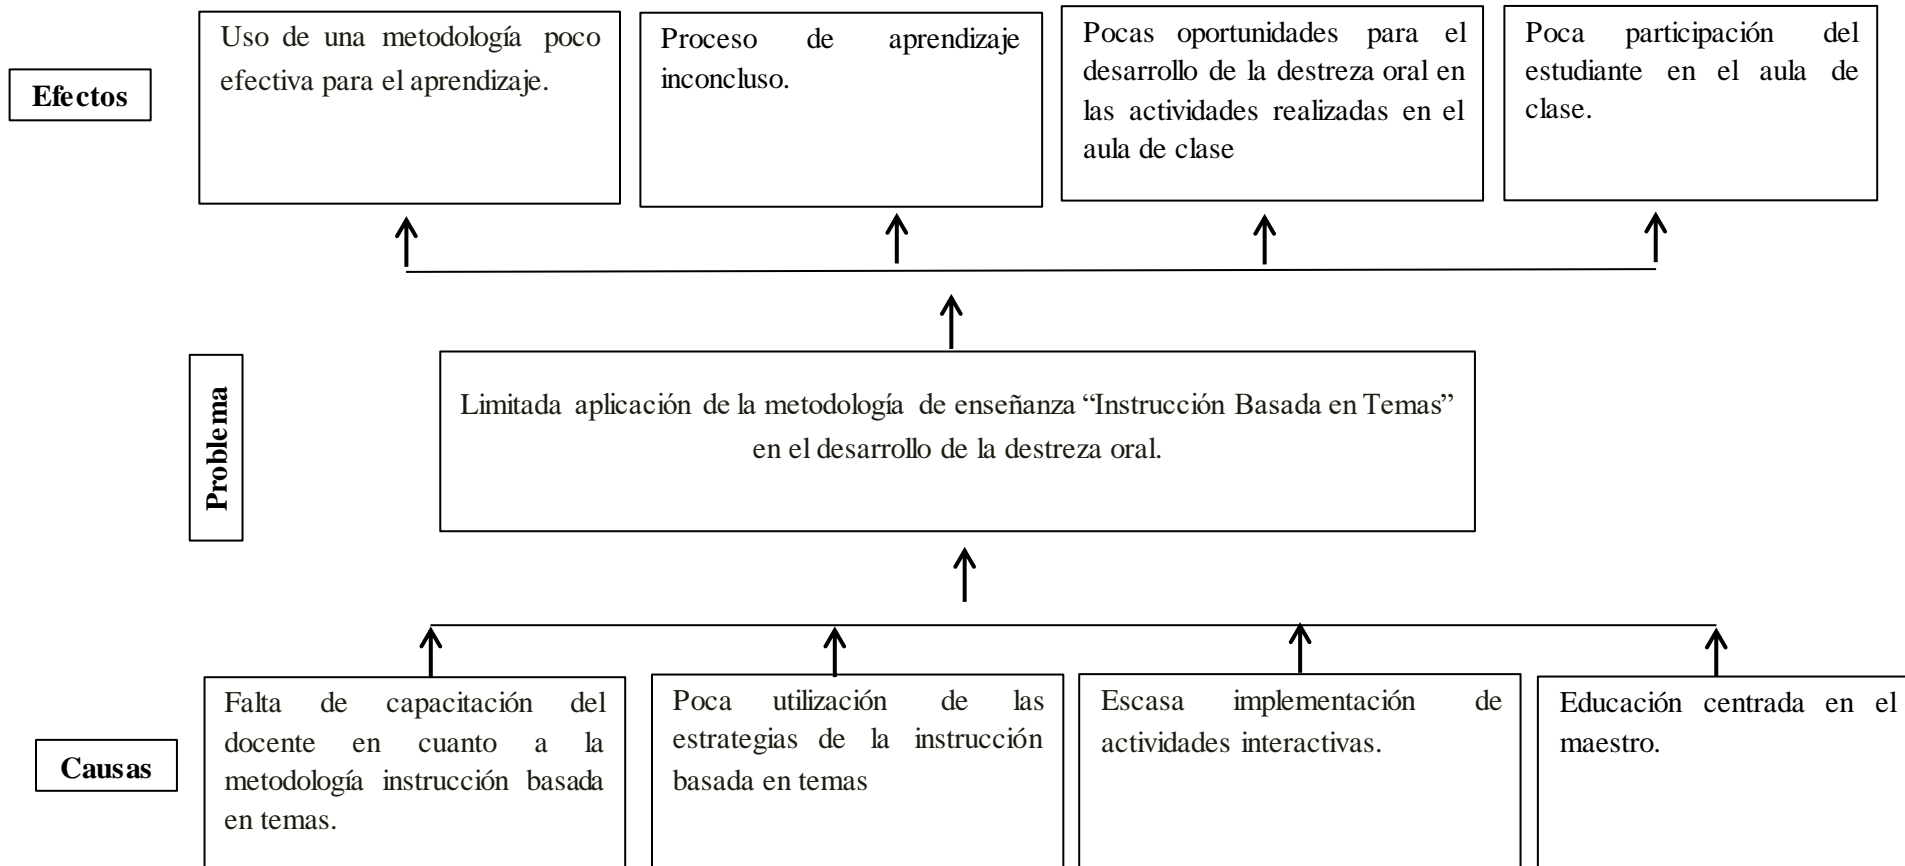 Efectos
Uso de una metodología poco
efectiva para el aprendizaje.
Proceso de aprendizaje
inconcluso.
Pocas oportunidades para el
desarrollo de la destreza oral en
las actividades realizadas en el
aula de clase
Poca participación del
estudiante en el aula de
clase.
Problema
Limitada aplicación de la metodología de enseñanza “Instrucción Basada en Temas”
en el desarrollo de la destreza oral.
Causas
Falta de capacitación del
docente en cuanto a la
metodología instrucción basada
en temas.
Poca utilización de las
estrategias de la instrucción
basada en temas
Escasa implementación de
actividades interactivas.
Educación centrada en el
maestro.